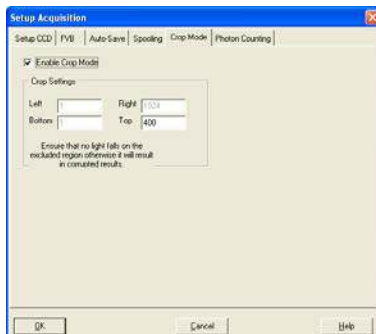 Setup Acquisition
Setup CCD FVB Auto-Save Spooling Crop Mode Photon Counting
Enable Crop Mode
Crop Settings
Left 1 Right 1024
Bottom 1 Top 400
Ensure that no light falls on the
excluded region otherwise it will result
in corrupted results.
OK Cancel Help